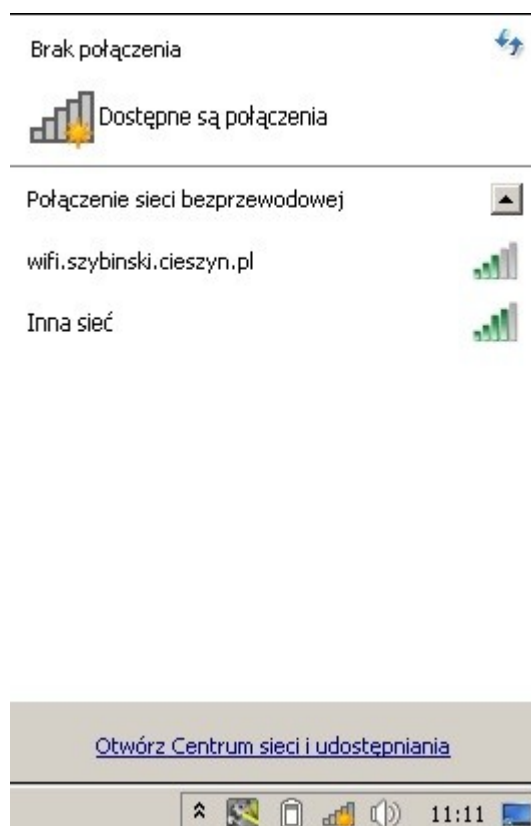 Brak połączenia
Dostępne są połączenia
Połączenie sieci bezprzewodowej
wifi.szybinski.cieszyn.pl
Inna sieć
Otwórz Centrum sieci i udostępniania
11:11